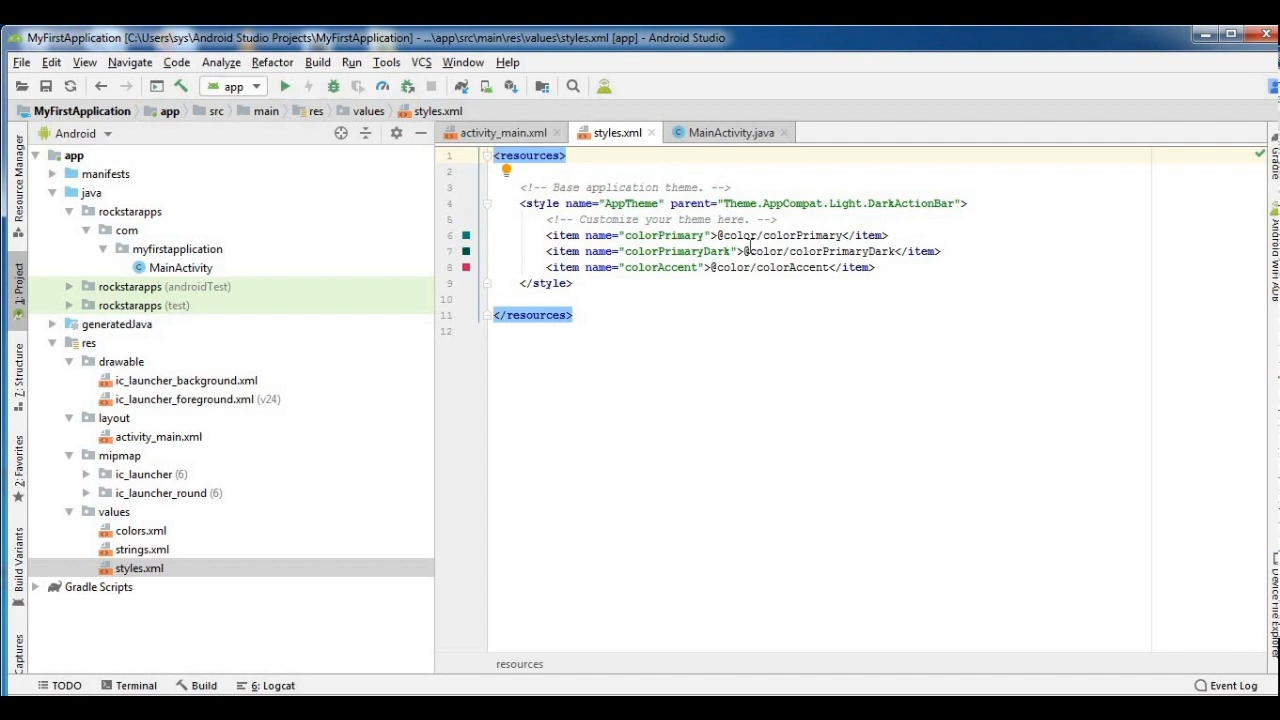 MyFirstApplication [C:\Users\sys\Android Studio Projects\MyFirstApplication] - ...\app\src\main\res\values\styles.xml [app] - Android Studio
File Edit View Navigate Code Analyze Refactor Build Run Tools VCS Window Help
app
MyFirstApplication app src main res values styles.xml
Android
activity_main.xml styles.xml MainActivity.java
Resource Manager
1: Project
7: Structure
2: Favorites
Build Variants
Captures
app
manifests
java
rockstarapps
com
myfirstapplication
MainActivity
rockstarapps (androidTest)
rockstarapps (test)
generatedJava
res
drawable
ic_launcher_background.xml
ic_launcher_foreground.xml (v24)
layout
activity_main.xml
mipmap
ic_launcher (6)
ic_launcher_round (6)
values
colors.xml
strings.xml
styles.xml
Gradle Scripts
1 <resources>
2
3 <!-- Base application theme. -->
4 <style name="AppTheme" parent="Theme.AppCompat.Light.DarkActionBar">
5 <!-- Customize your theme here. -->
6 <item name="colorPrimary">@color/colorPrimary</item>
7 <item name="colorPrimaryDark">@color/colorPrimaryDark</item>
8 <item name="colorAccent">@color/colorAccent</item>
9 </style>
10
11 </resources>
12
resources
Device File Explorer
TODO Terminal Build 6: Logcat Event Log